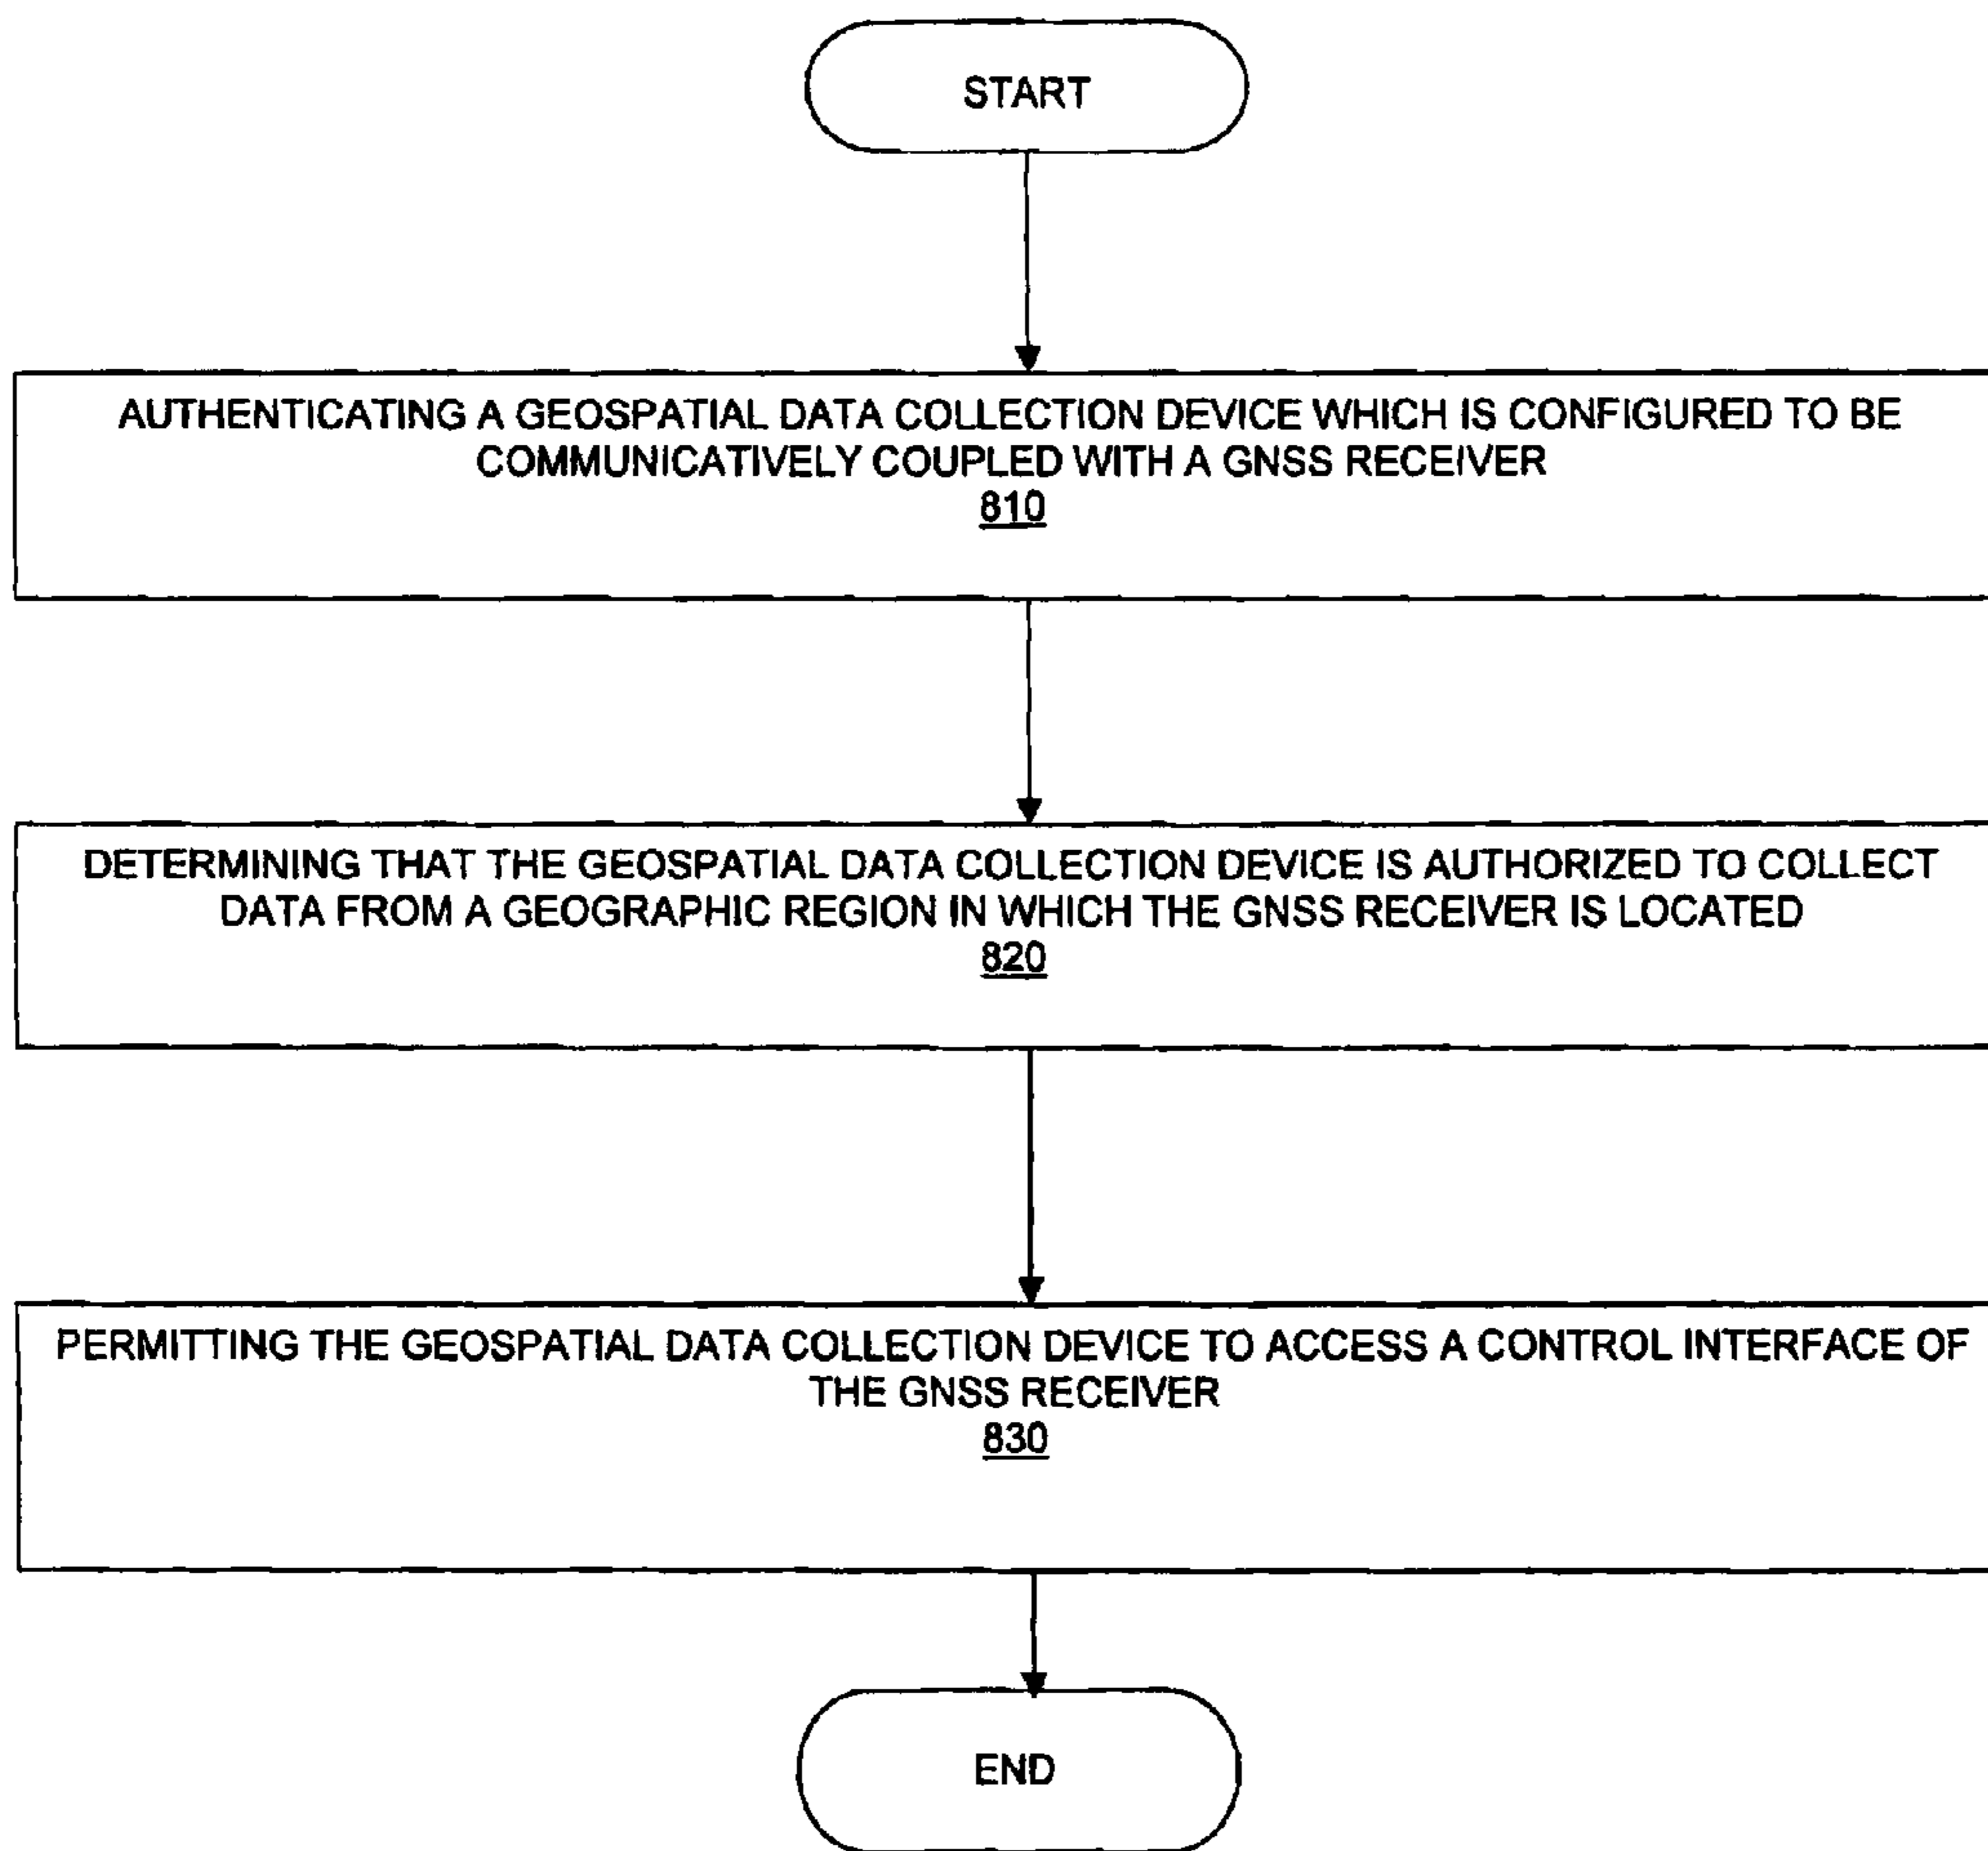 START
AUTHENTICATING A GEOSPATIAL DATA COLLECTION DEVICE WHICH IS CONFIGURED TO BE
COMMUNICATIVELY COUPLED WITH A GNSS RECEIVER
810
DETERMINING THAT THE GEOSPATIAL DATA COLLECTION DEVICE IS AUTHORIZED TO COLLECT
DATA FROM A GEOGRAPHIC REGION IN WHICH THE GNSS RECEIVER IS LOCATED
820
PERMITTING THE GEOSPATIAL DATA COLLECTION DEVICE TO ACCESS A CONTROL INTERFACE OF
THE GNSS RECEIVER
830
END